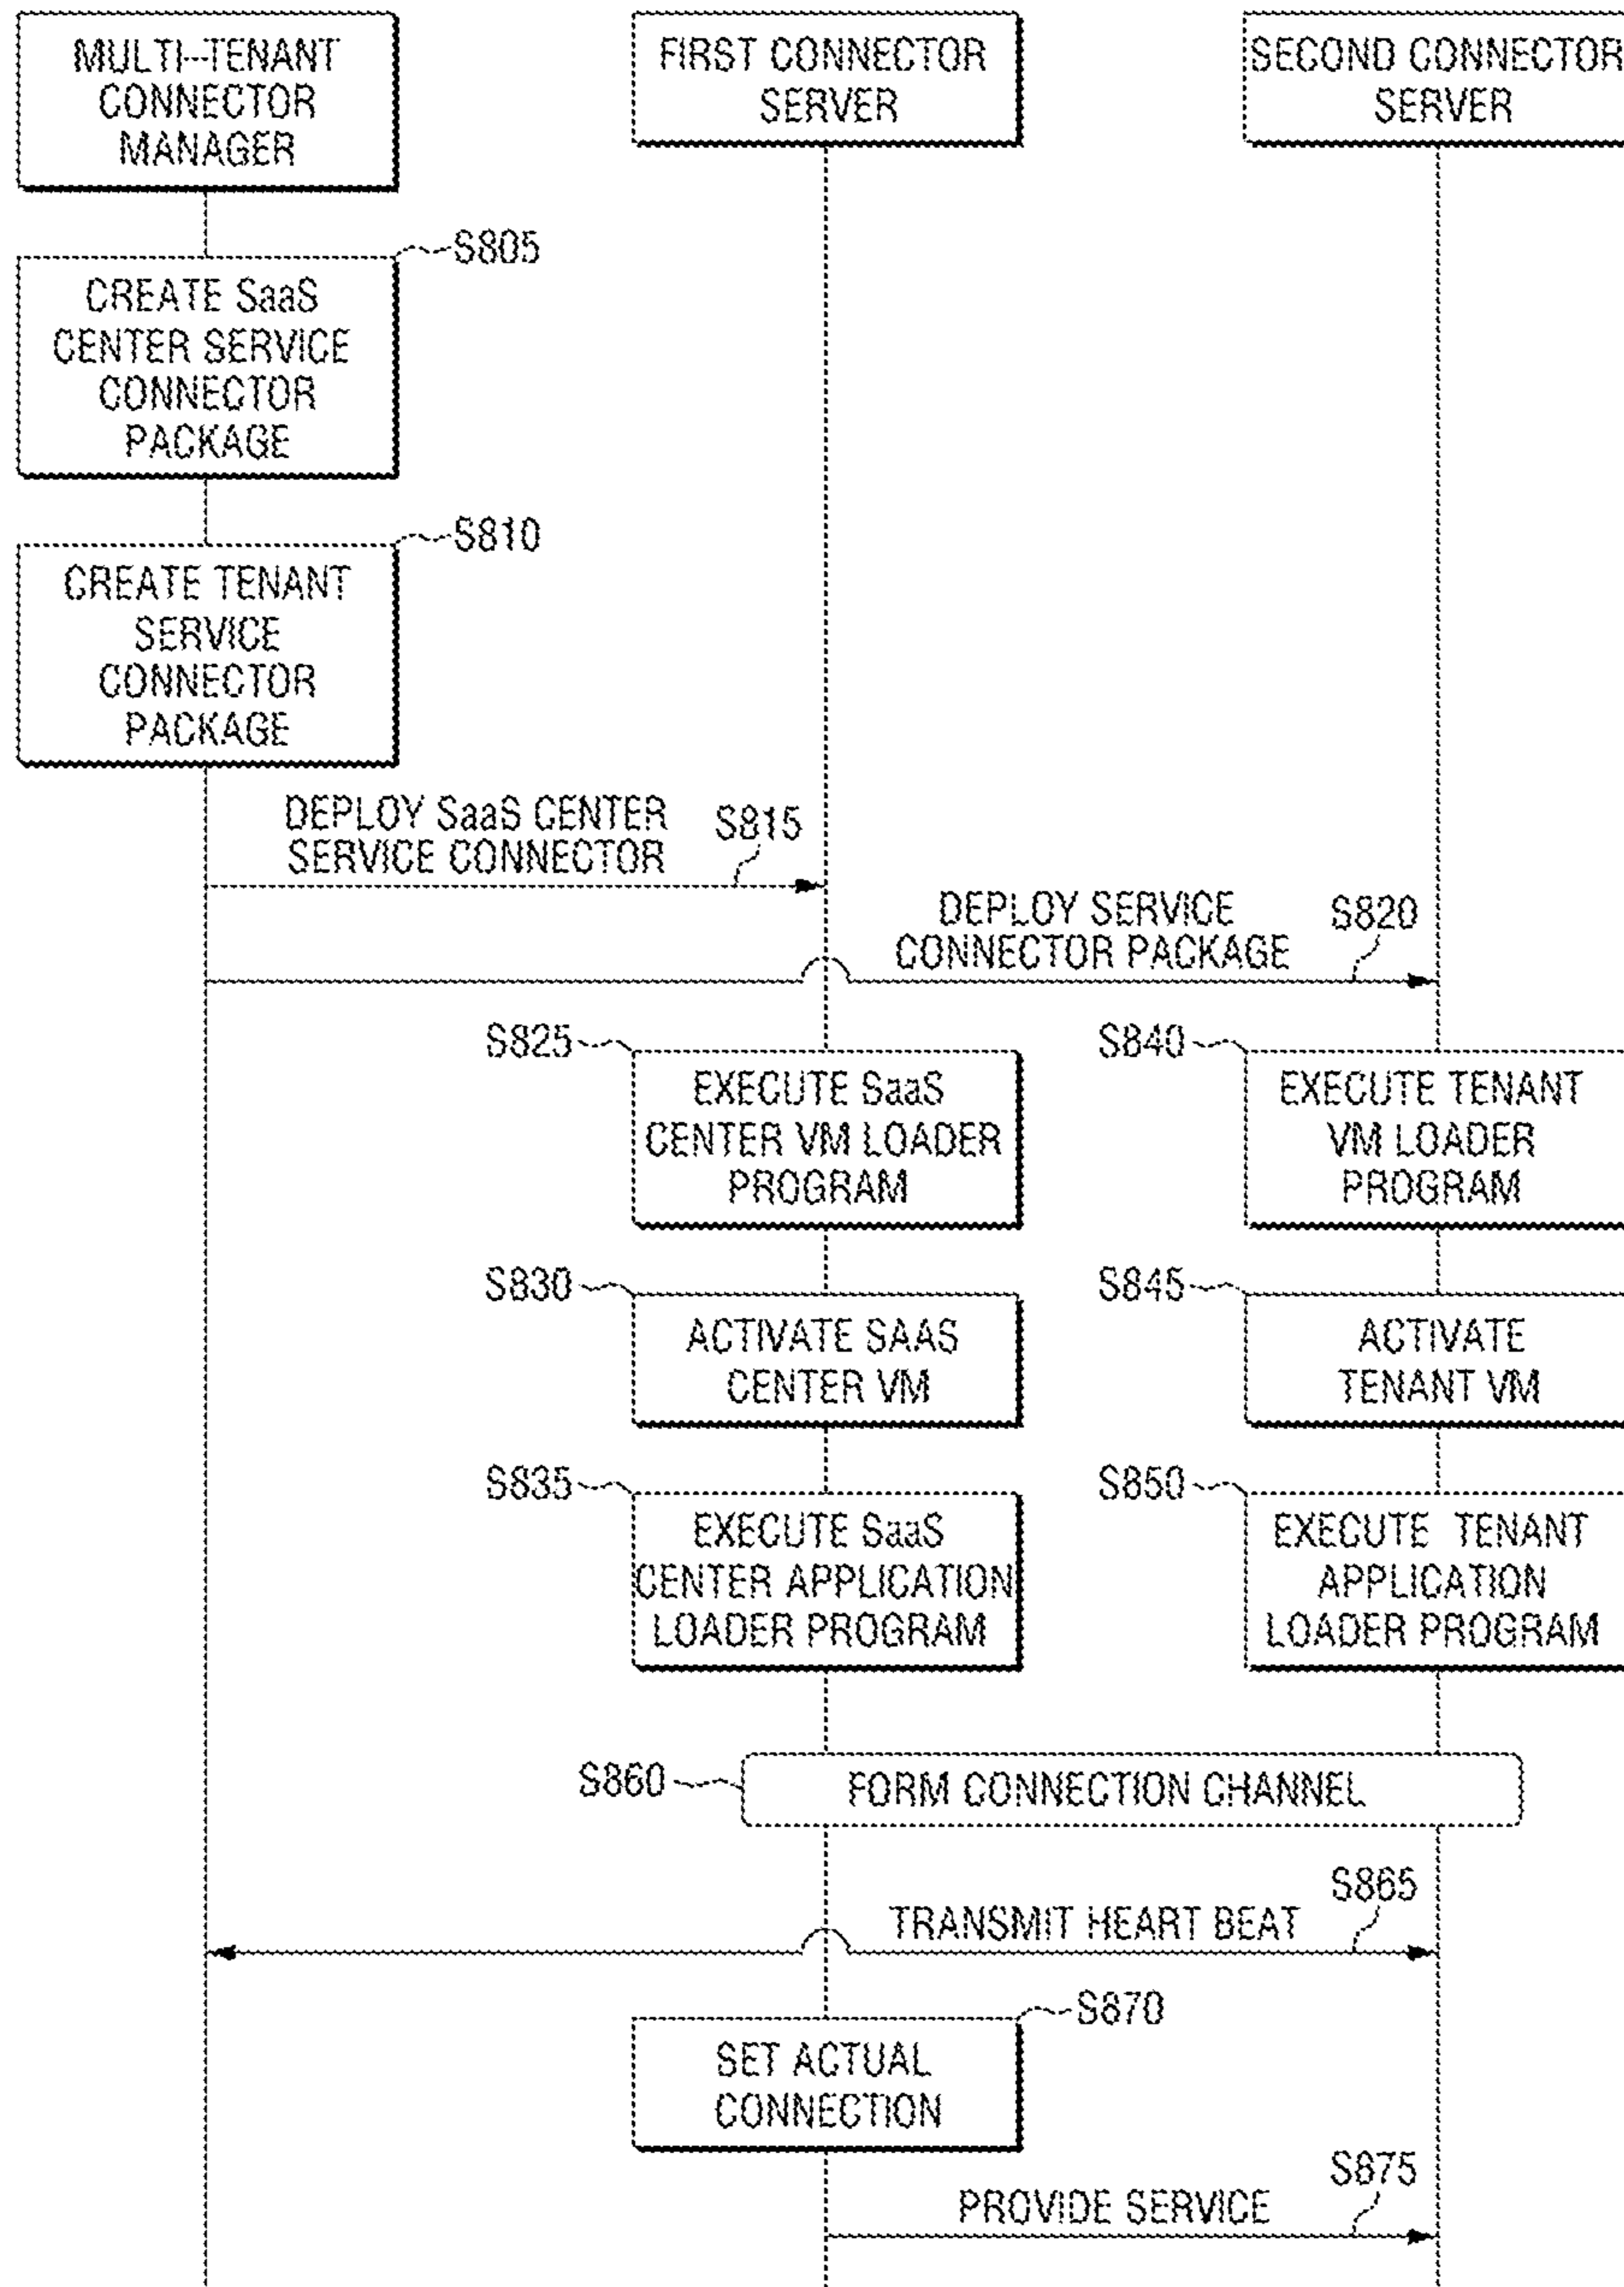 MULTI-TENANT
CONNECTOR
MANAGER
FIRST CONNECTOR
SERVER
SECOND CONNECTOR
SERVER
S805
CREATE SaaS
CENTER SERVICE
CONNECTOR
PACKAGE
S810
CREATE TENANT
SERVICE
CONNECTOR
PACKAGE
DEPLOY SaaS CENTER
SERVICE CONNECTOR
S815
DEPLOY SERVICE
CONNECTOR PACKAGE
S820
S825
EXECUTE SaaS
CENTER VM LOADER
PROGRAM
S840
EXECUTE TENANT
VM LOADER
PROGRAM
S830
ACTIVATE SAAS
CENTER VM
S845
ACTIVATE
TENANT VM
S835
EXECUTE SaaS
CENTER APPLICATION
LOADER PROGRAM
S850
EXECUTE TENANT
APPLICATION
LOADER PROGRAM
S860
FORM CONNECTION CHANNEL
S865
TRANSMIT HEART BEAT
S870
SET ACTUAL
CONNECTION
S875
PROVIDE SERVICE